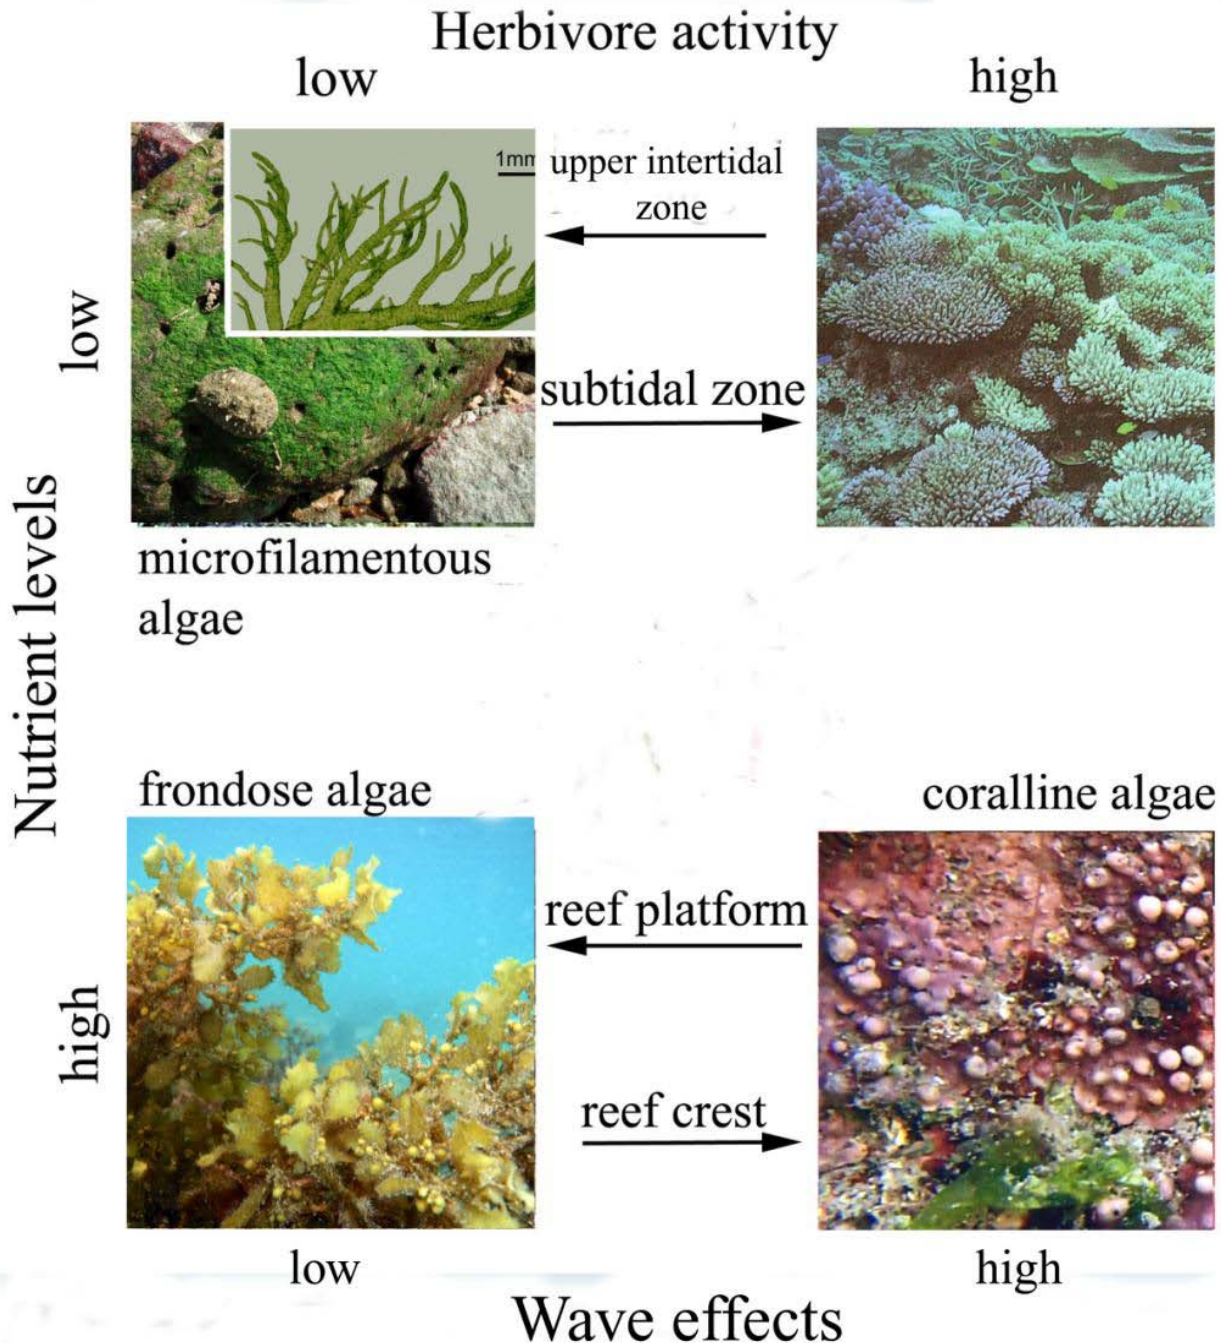 Herbivore activity
low
high
1mm
upper intertidal
zone
low
subtidal zone
Nutrient levels
microfilamentous
algae
frondose algae
coralline algae
reef platform
high
reef crest
low
high
Wave effects